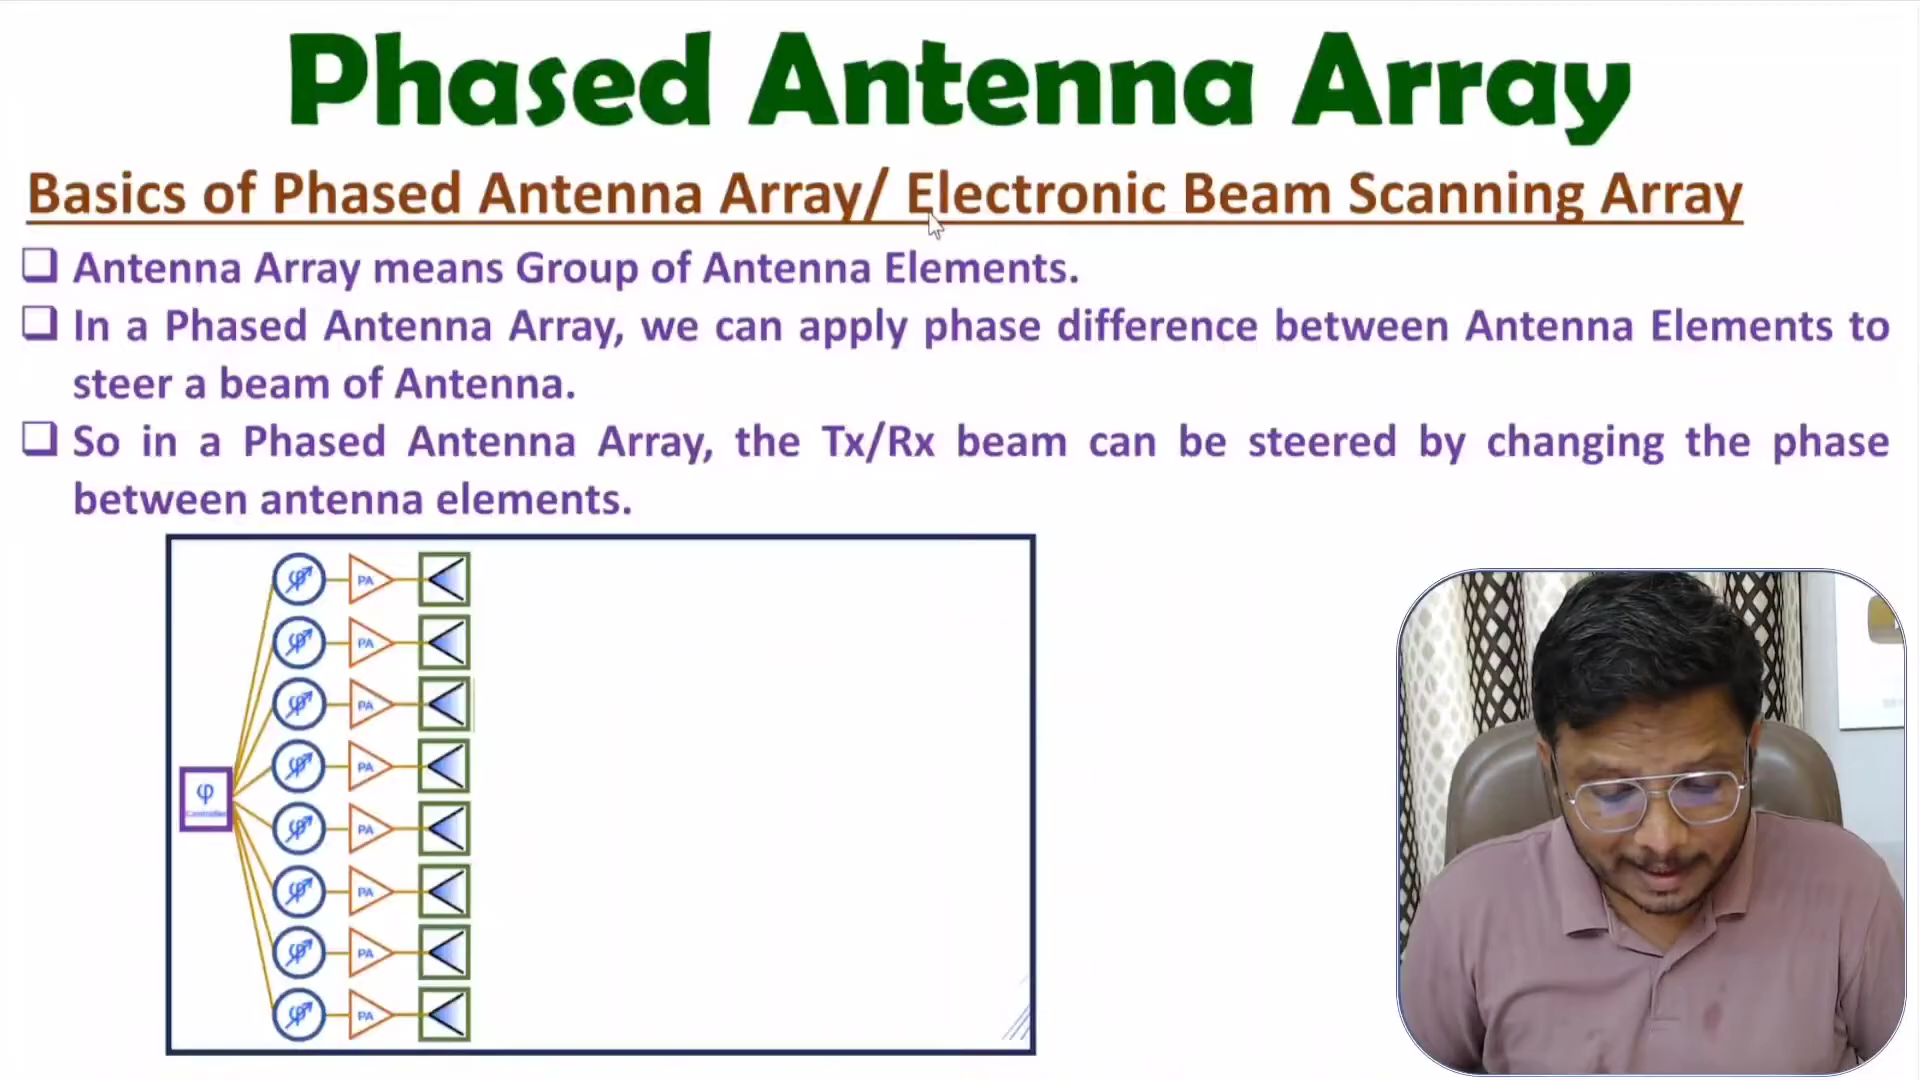 Phased Antenna Array
Basics of Phased Antenna Array/ Electronic Beam Scanning Array
Antenna Array means Group of Antenna Elements.
In a Phased Antenna Array, we can apply phase difference between Antenna Elements to
steer a beam of Antenna.
So in a Phased Antenna Array, the Tx/Rx beam can be steered by changing the phase
between antenna elements.
φ PA
φ PA
φ PA
φ PA
φ
Controller
φ PA
φ PA
φ PA
φ PA